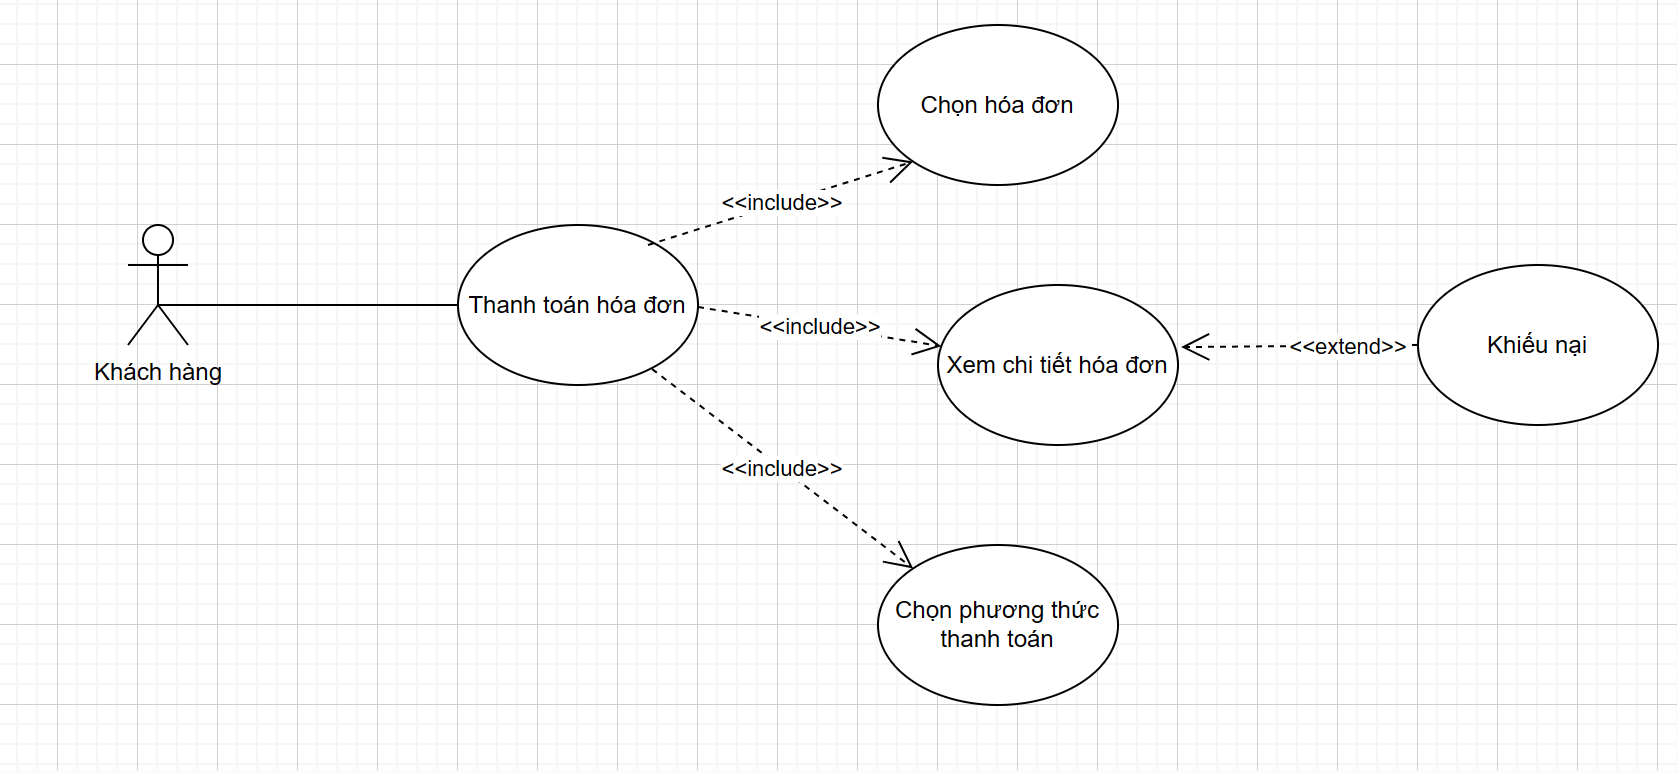 Chọn hóa đơn
<<include>>
Thanh toán hóa đơn
<<include>>
Xem chi tiết hóa đơn
<<extend>>
Khiếu nại
Khách hàng
<<include>>
Chọn phương thức
thanh toán